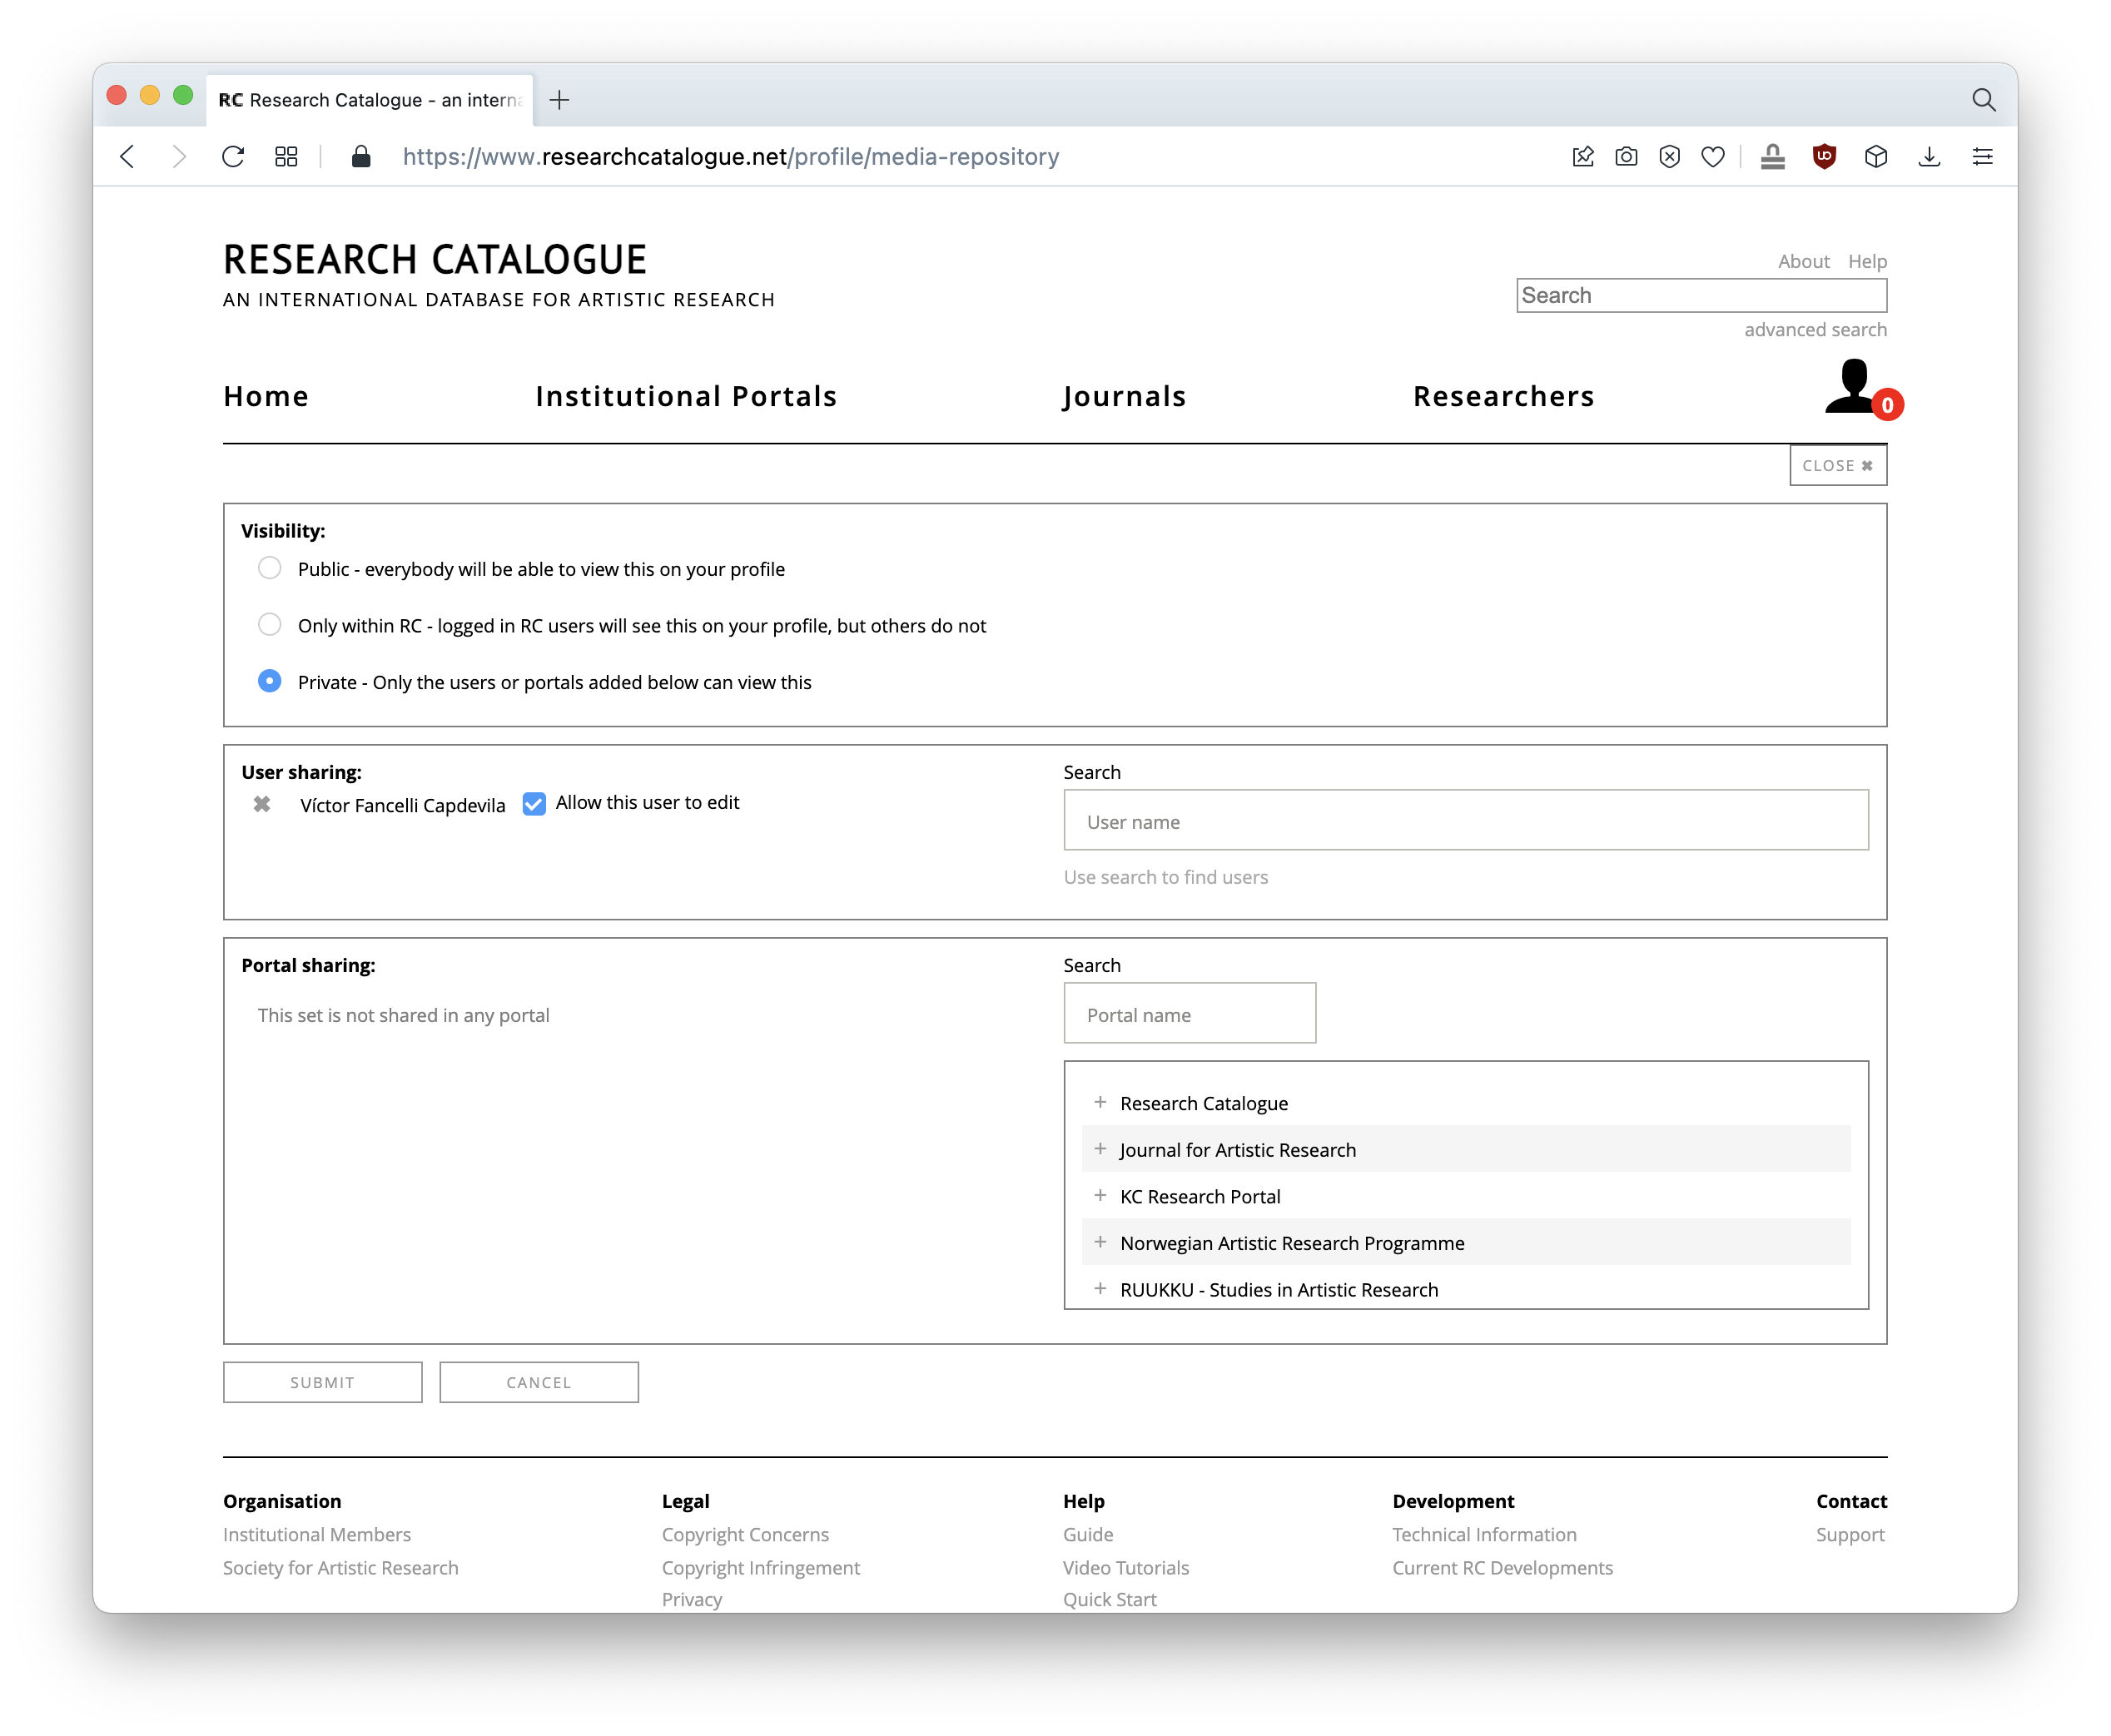 RC Research Catalogue - an interna
https://www.researchcatalogue.net/profile/media-repository
RESEARCH CATALOGUE
AN INTERNATIONAL DATABASE FOR ARTISTIC RESEARCH
About Help
Search
advanced search
Home Institutional Portals Journals Researchers 0
CLOSE ✖
Visibility:
Public - everybody will be able to view this on your profile
Only within RC - logged in RC users will see this on your profile, but others do not
Private - Only the users or portals added below can view this
User sharing:
✖ Víctor Fancelli Capdevila Allow this user to edit
Search
User name
Use search to find users
Portal sharing:
This set is not shared in any portal
Search
Portal name
+ Research Catalogue
+ Journal for Artistic Research
+ KC Research Portal
+ Norwegian Artistic Research Programme
+ RUUKKU - Studies in Artistic Research
SUBMIT CANCEL
Organisation
Institutional Members
Society for Artistic Research
Legal
Copyright Concerns
Copyright Infringement
Privacy
Help
Guide
Video Tutorials
Quick Start
Development
Technical Information
Current RC Developments
Contact
Support